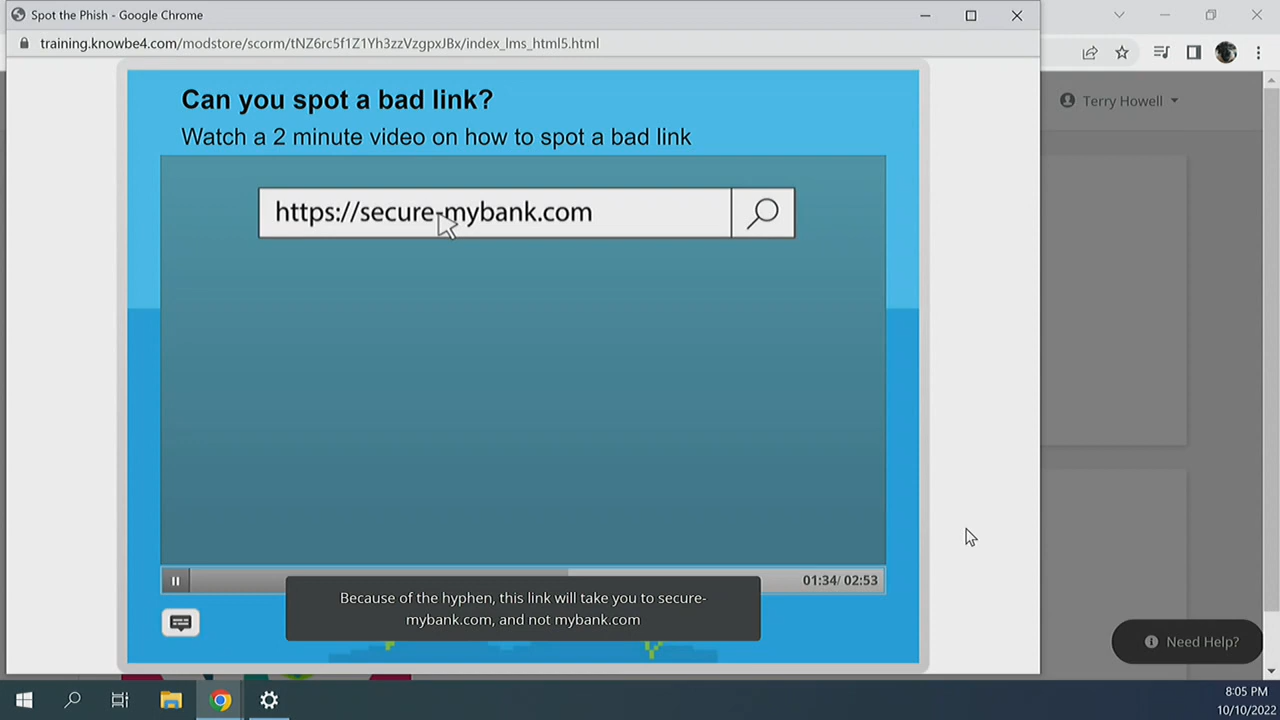 Spot the Phish - Google Chrome
training.knowbe4.com/modstore/scorm/tNZ6rc5f1Z1Yh3zzVzgpxJBx/index_lms_html5.html
Terry Howell
Can you spot a bad link?
Watch a 2 minute video on how to spot a bad link
https://secure-mybank.com
01:34/ 02:53
Because of the hyphen, this link will take you to secure-
mybank.com, and not mybank.com
Need Help?
8:05 PM
10/10/2022